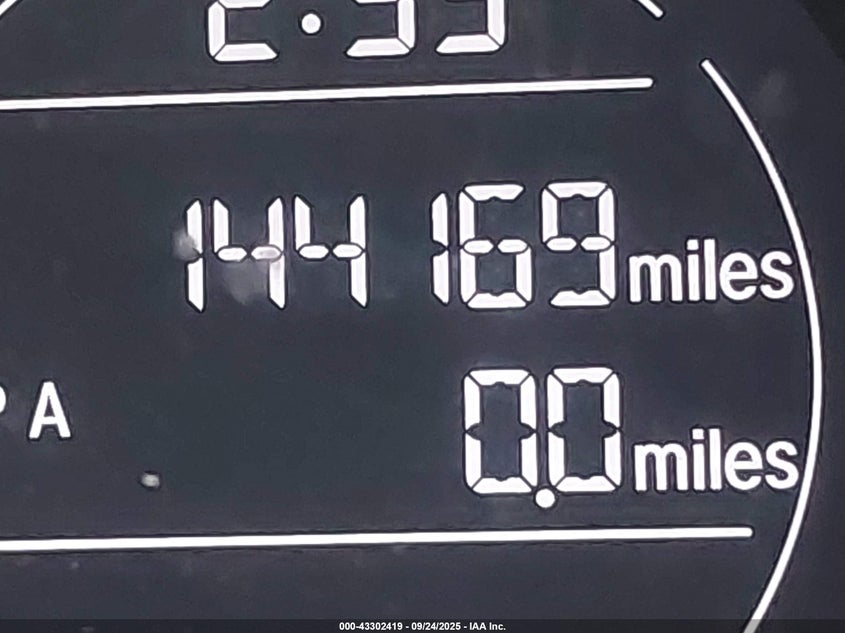 144 169 miles
A
0.0 miles
000-43302419 - 09/24/2025 - IAA Inc.